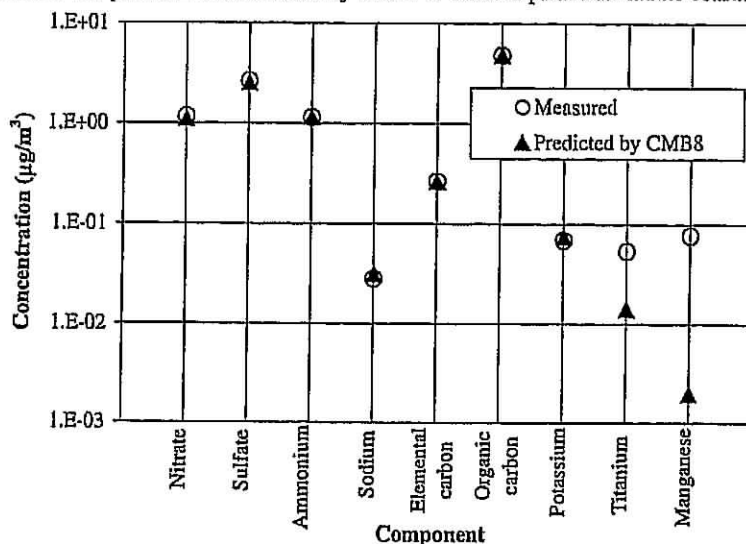 1.E+01
1.E+00
1.E-01
1.E-02
1.E-03
Concentration (µg/m³)
Measured
Predicted by CMB8
Nitrate
Sulfate
Ammonium
Sodium
Elemental
carbon
Organic
carbon
Potassium
Titanium
Manganese
Component